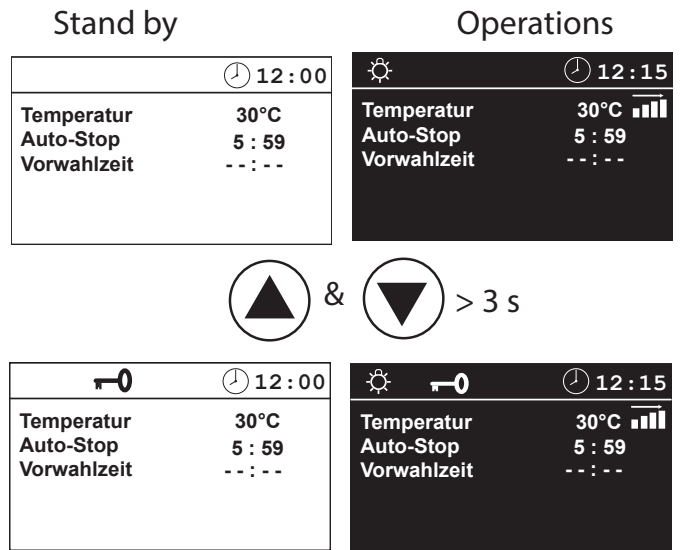 Stand by
Operations
12:00
Temperatur 30°C
Auto-Stop 5 : 59
Vorwahlzeit - - : - -
12:15
Temperatur 30°C
Auto-Stop 5 : 59
Vorwahlzeit - - : - -
& > 3 s
12:00
Temperatur 30°C
Auto-Stop 5 : 59
Vorwahlzeit - - : - -
12:15
Temperatur 30°C
Auto-Stop 5 : 59
Vorwahlzeit - - : - -